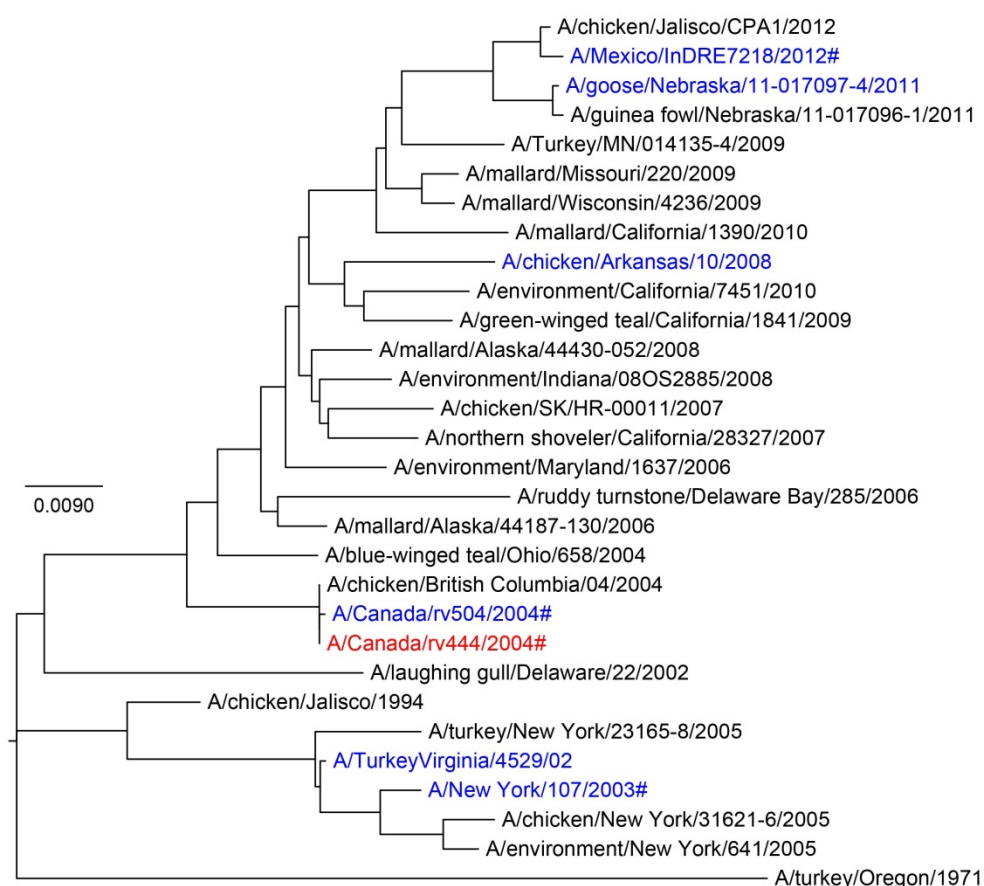 A/chicken/Jalisco/CPA1/2012
A/Mexico/InDRE7218/2012#
A/goose/Nebraska/11-017097-4/2011
A/guinea fowl/Nebraska/11-017096-1/2011
A/Turkey/MN/014135-4/2009
A/mallard/Missouri/220/2009
A/mallard/Wisconsin/4236/2009
A/mallard/California/1390/2010
A/chicken/Arkansas/10/2008
A/environment/California/7451/2010
A/green-winged teal/California/1841/2009
A/mallard/Alaska/44430-052/2008
A/environment/Indiana/08OS2885/2008
A/chicken/SK/HR-00011/2007
A/northern shoveler/California/28327/2007
A/environment/Maryland/1637/2006
A/ruddy turnstone/Delaware Bay/285/2006
0.0090
A/mallard/Alaska/44187-130/2006
A/blue-winged teal/Ohio/658/2004
A/chicken/British Columbia/04/2004
A/Canada/rv504/2004#
A/Canada/rv444/2004#
A/laughing gull/Delaware/22/2002
A/chicken/Jalisco/1994
A/turkey/New York/23165-8/2005
A/TurkeyVirginia/4529/02
A/New York/107/2003#
A/chicken/New York/31621-6/2005
A/environment/New York/641/2005
A/turkey/Oregon/1971